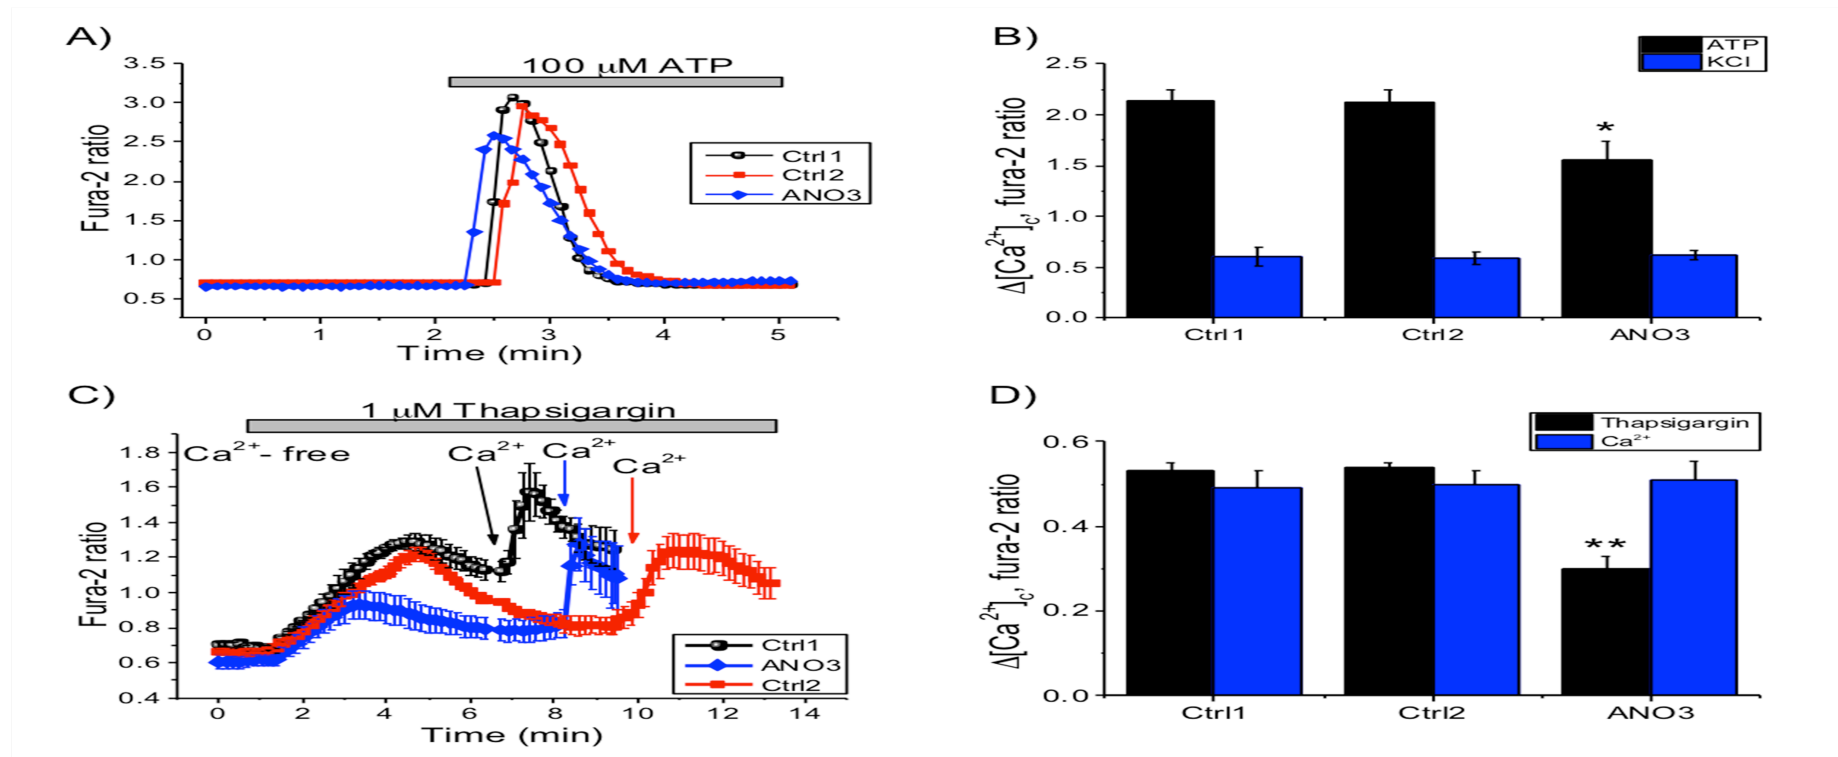 A)
100 μM ATP
Fura-2 ratio
3.5
3.0
2.5
2.0
1.5
1.0
0.5
Ctrl1
Ctrl2
ANO3
0 1 2 3 4 5
Time (min)
B)
ATP
KCl
Δ[Ca²⁺]c, fura-2 ratio
2.5
2.0
1.5
1.0
0.5
0.0
*
Ctrl1 Ctrl2 ANO3
C)
1 μM Thapsigargin
Ca²⁺- free
Ca²⁺ Ca²⁺ Ca²⁺
Fura-2 ratio
1.8
1.6
1.4
1.2
1.0
0.8
0.6
0.4
Ctrl1
ANO3
Ctrl2
0 2 4 6 8 10 12 14
Time (min)
D)
Thapsigargin
Ca²⁺
Δ[Ca²⁺]c, fura-2 ratio
0.6
0.4
0.2
0.0
**
Ctrl1 Ctrl2 ANO3